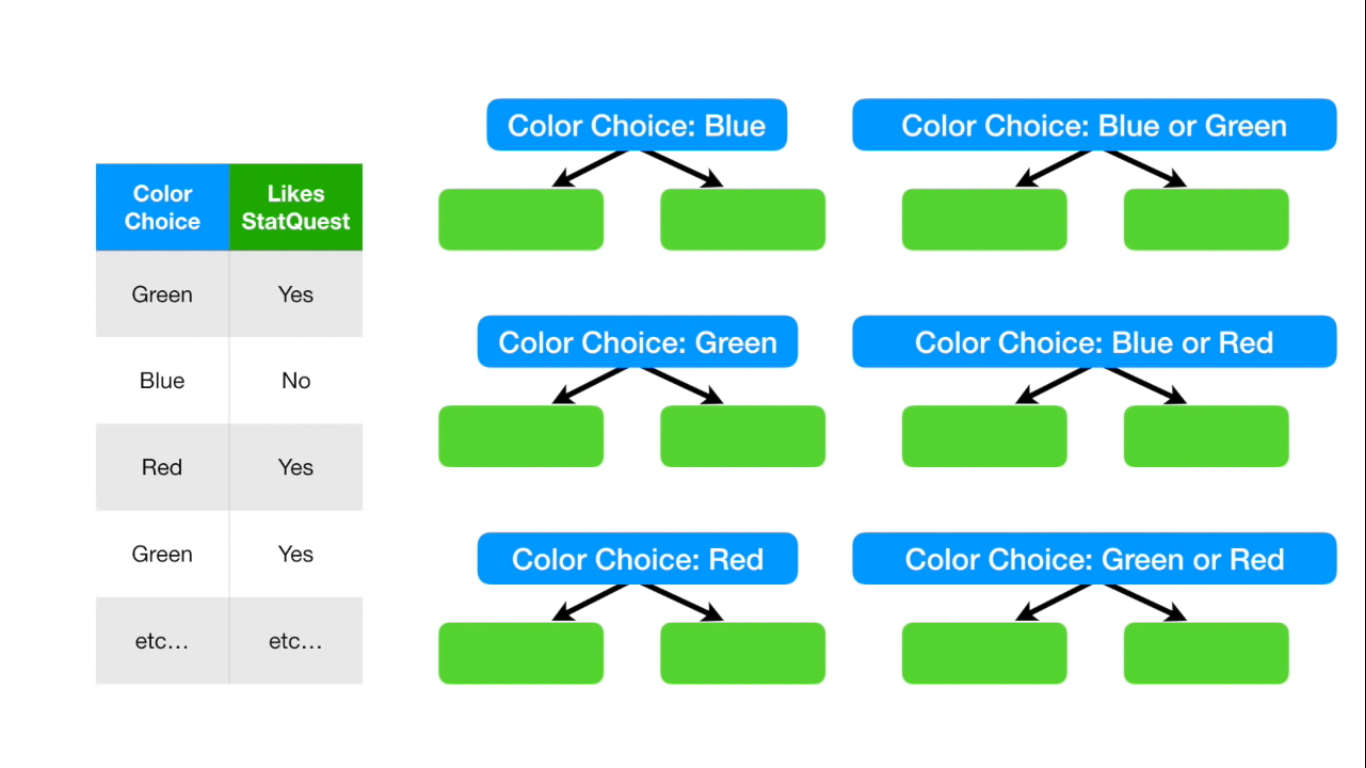 Color Choice
Likes StatQuest
Green Yes
Blue No
Red Yes
Green Yes
etc… etc…
Color Choice: Blue
Color Choice: Blue or Green
Color Choice: Green
Color Choice: Blue or Red
Color Choice: Red
Color Choice: Green or Red